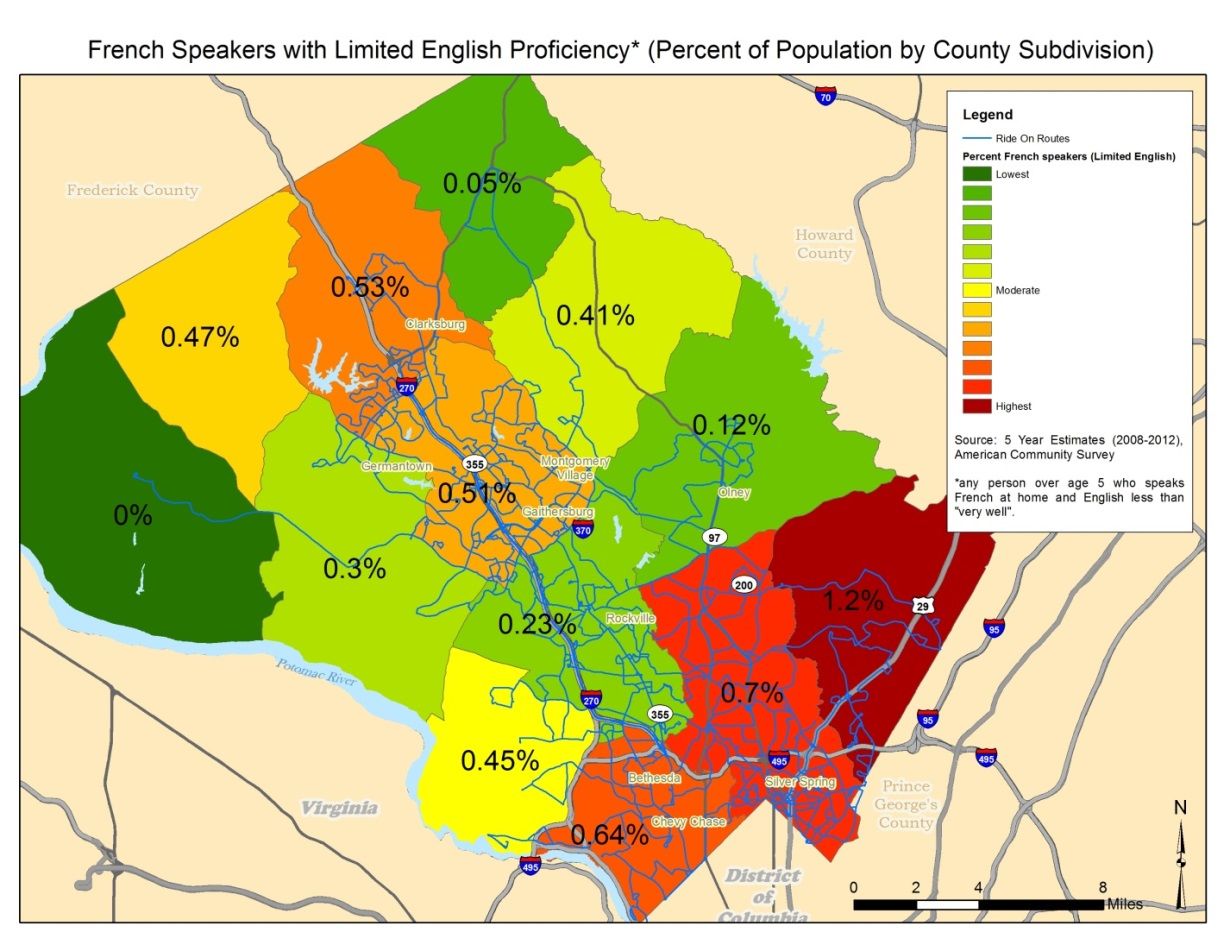 French Speakers with Limited English Proficiency* (Percent of Population by County Subdivision)
70
Legend
Ride On Routes
Percent French speakers (Limited English)
Lowest
Moderate
Highest
Source: 5 Year Estimates (2008-2012),
American Community Survey
*any person over age 5 who speaks
French at home and English less than
"very well".
Frederick County
0.05%
Howard
County
0.53%
0.47%
0.41%
Clarksburg
270
0.12%
Germantown
355
Montgomery
Village
0.51%
Olney
0%
Gaithersburg
370
97
0.3%
200
1.2%
29
0.23%
Rockville
95
Potomac River
0.7%
270
355
95
0.45%
495
495
Bethesda
Silver Spring
Prince
George's
County
Virginia
Chevy Chase
0.64%
495
District
of
Columbia
N
0 2 4 8
Miles